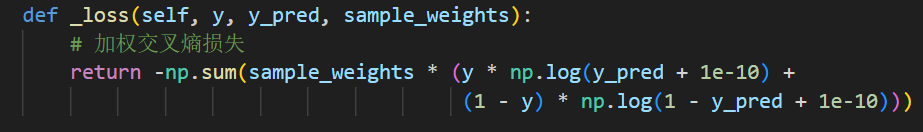 def _loss(self, y, y_pred, sample_weights):
# 加权交叉熵损失
return -np.sum(sample_weights * (y * np.log(y_pred + 1e-10) +
(1 - y) * np.log(1 - y_pred + 1e-10)))